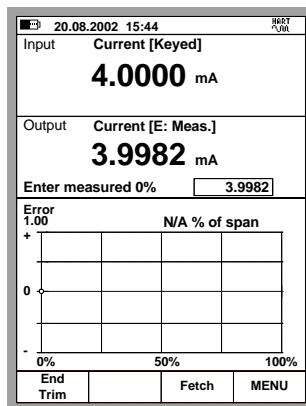 20.08.2002 15:44 HART
Input Current [Keyed]
4.0000 mA
Output Current [E: Meas.]
3.9982 mA
Enter measured 0% 3.9982
Error
1.00 N/A % of span
+
0
-
0% 50% 100%
End Trim Fetch MENU